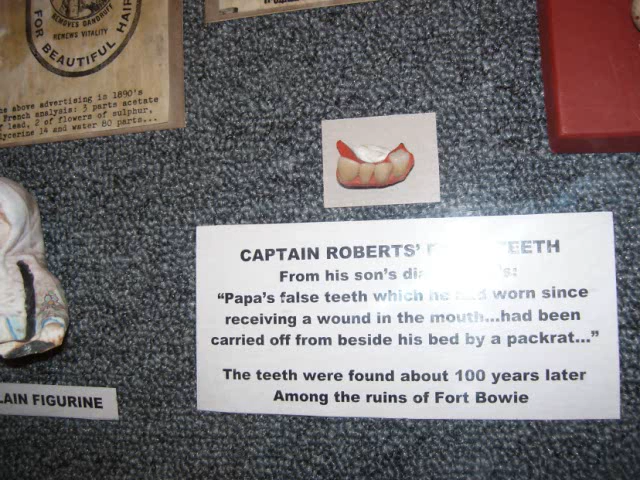 REMOVES DANDRUFF
RENEWS VITALITY
FOR BEAUTIFUL HAIR
above advertising in 1890's
French analysis: 3 parts acetate
lead, 2 of flowers of sulphur,
14 and water 80 parts...
CAPTAIN ROBERTS' TEETH
From his son's
"Papa's false teeth which he had worn since
receiving a wound in the mouth...had been
carried off from beside his bed by a packrat..."
The teeth were found about 100 years later
Among the ruins of Fort Bowie
FIGURINE